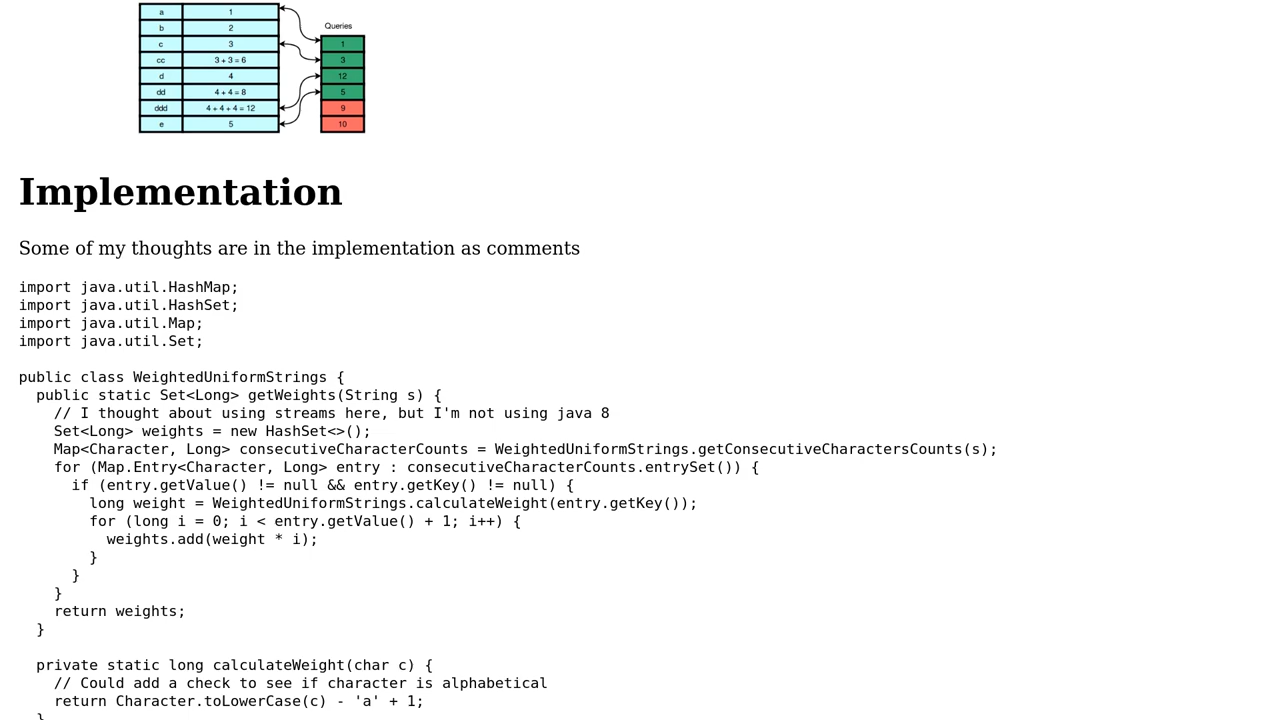 a 1
b 2
Queries
c 3 1
cc 3 + 3 = 6 3
d 4 12
dd 4 + 4 = 8 5
ddd 4 + 4 + 4 = 12 9
e 5 10
Implementation
Some of my thoughts are in the implementation as comments
import java.util.HashMap;
import java.util.HashSet;
import java.util.Map;
import java.util.Set;
public class WeightedUniformStrings {
  public static Set<Long> getWeights(String s) {
    // I thought about using streams here, but I'm not using java 8
    Set<Long> weights = new HashSet<>();
    Map<Character, Long> consecutiveCharacterCounts = WeightedUniformStrings.getConsecutiveCharactersCounts(s);
    for (Map.Entry<Character, Long> entry : consecutiveCharacterCounts.entrySet()) {
      if (entry.getValue() != null && entry.getKey() != null) {
        long weight = WeightedUniformStrings.calculateWeight(entry.getKey());
        for (long i = 0; i < entry.getValue() + 1; i++) {
          weights.add(weight * i);
        }
      }
    }
    return weights;
  }
  private static long calculateWeight(char c) {
    // Could add a check to see if character is alphabetical
    return Character.toLowerCase(c) - 'a' + 1;
  }